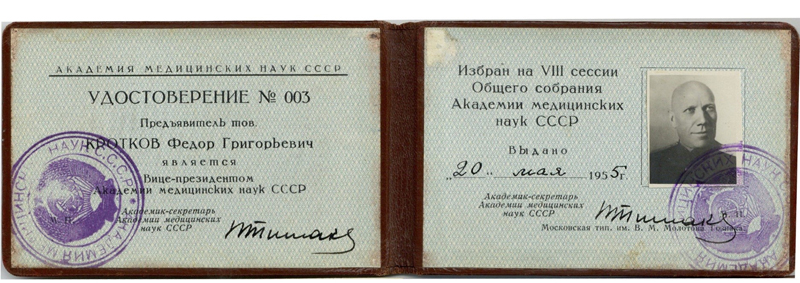 АКАДЕМИЯ МЕДИЦИНСКИХ НАУК СССР
УДОСТОВЕРЕНИЕ № 003
Предъявитель тов.
КРОТКОВ Федор Григорьевич
является
Вице-президентом
Академии медицинских наук СССР
Академик-секретарь
Академии медицинских
наук СССР
Избран на VIII сессии
Общего собрания
Академии медицинских
наук СССР
Выдано
„20" мая 1955г.
Академик-секретарь
Академии медицинских
наук СССР
Московская тип. им. В. М. Молотова